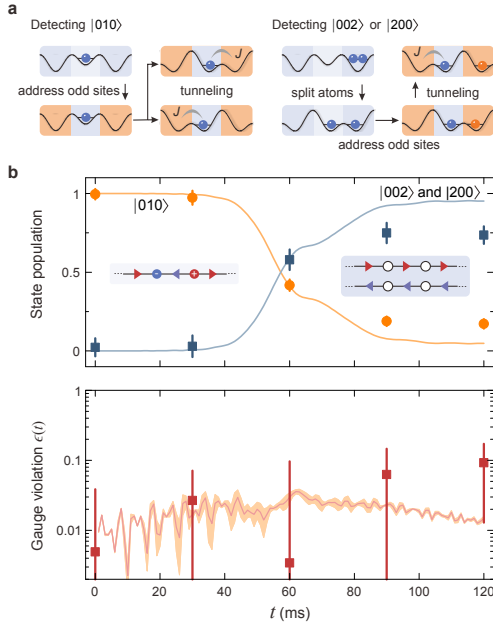 a
Detecting |010⟩
Detecting |002⟩ or |200⟩
J
J
address odd sites
tunneling
split atoms
tunneling
J
address odd sites
b
|010⟩
|002⟩ and |200⟩
State population
1
0.5
0
- +
Gauge violation ϵ(t)
0.1
0.01
0 20 40 60 80 100 120
t (ms)